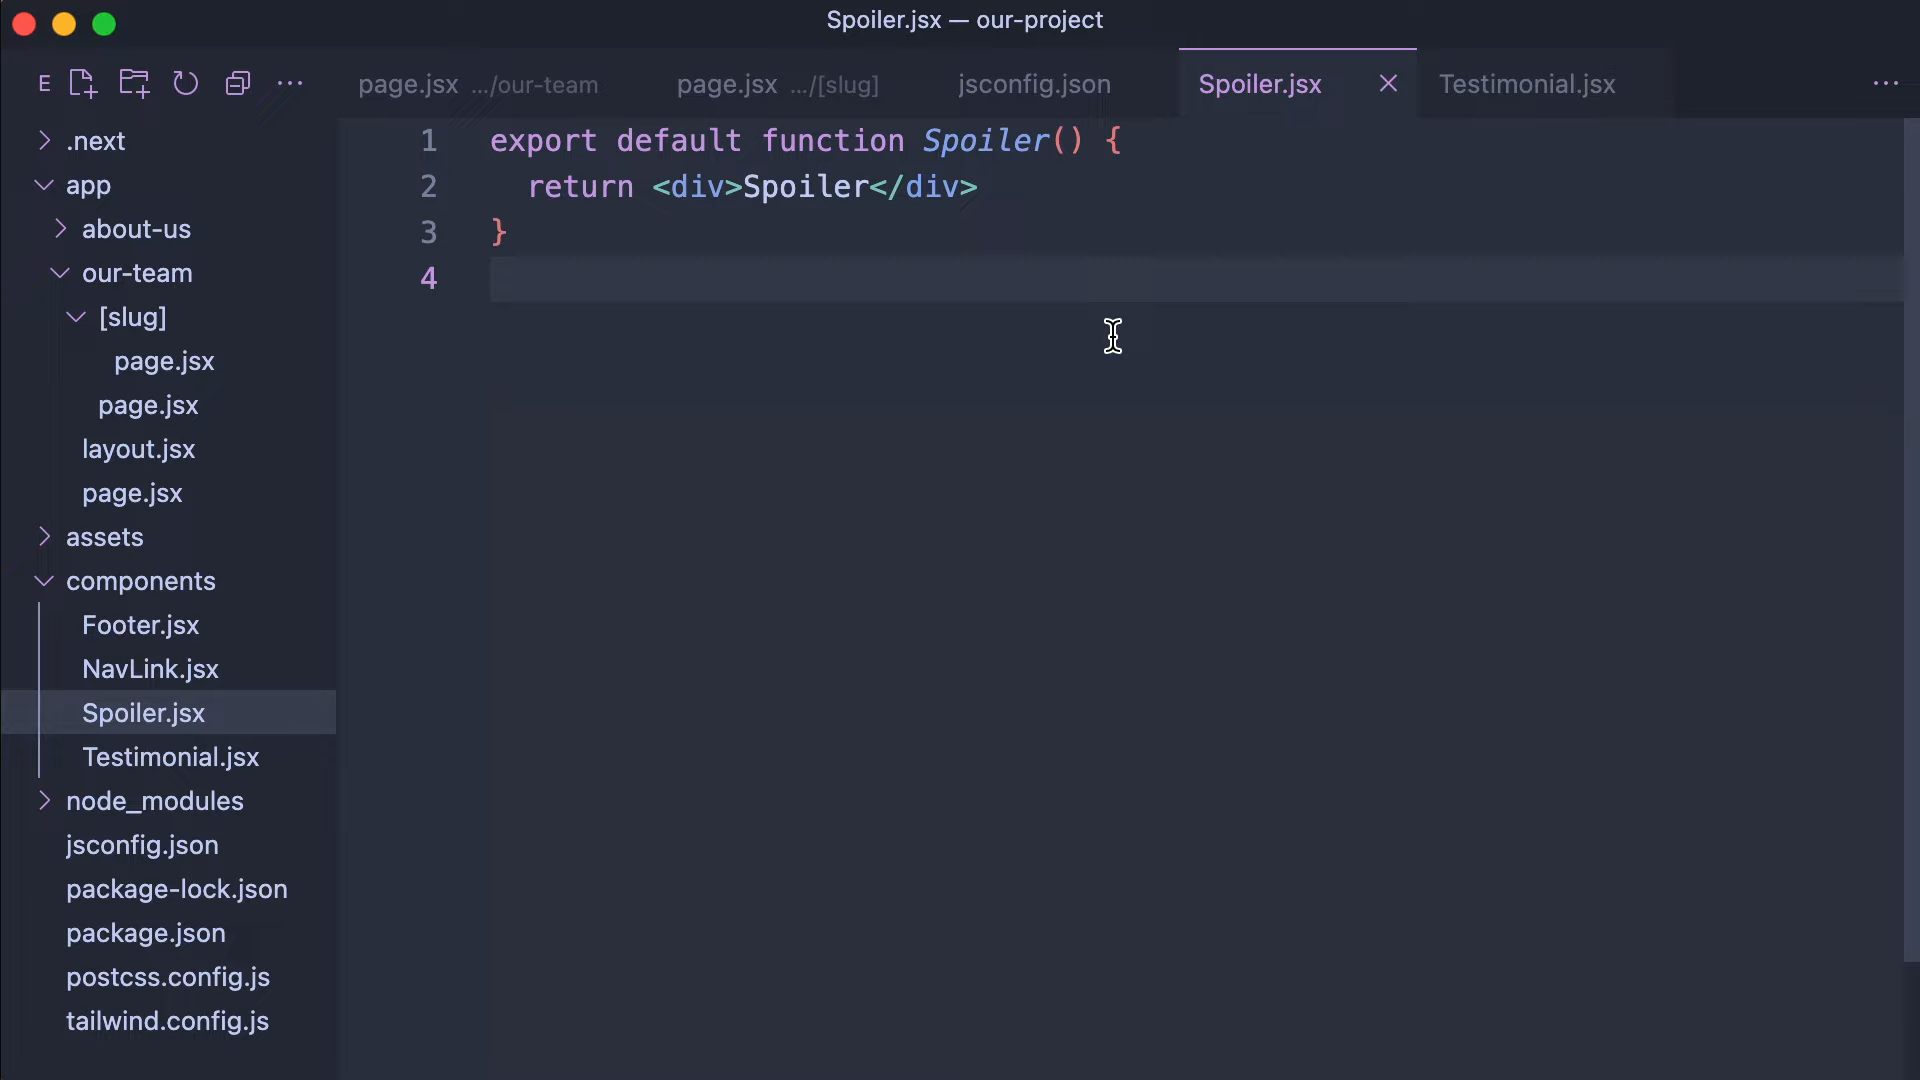 Spoiler.jsx — our-project
E
page.jsx .../our-team
page.jsx .../[slug]
jsconfig.json
Spoiler.jsx
Testimonial.jsx
.next
app
about-us
our-team
[slug]
page.jsx
page.jsx
layout.jsx
page.jsx
assets
components
Footer.jsx
NavLink.jsx
Spoiler.jsx
Testimonial.jsx
node_modules
jsconfig.json
package-lock.json
package.json
postcss.config.js
tailwind.config.js
1 export default function Spoiler() {
2 return <div>Spoiler</div>
3 }
4